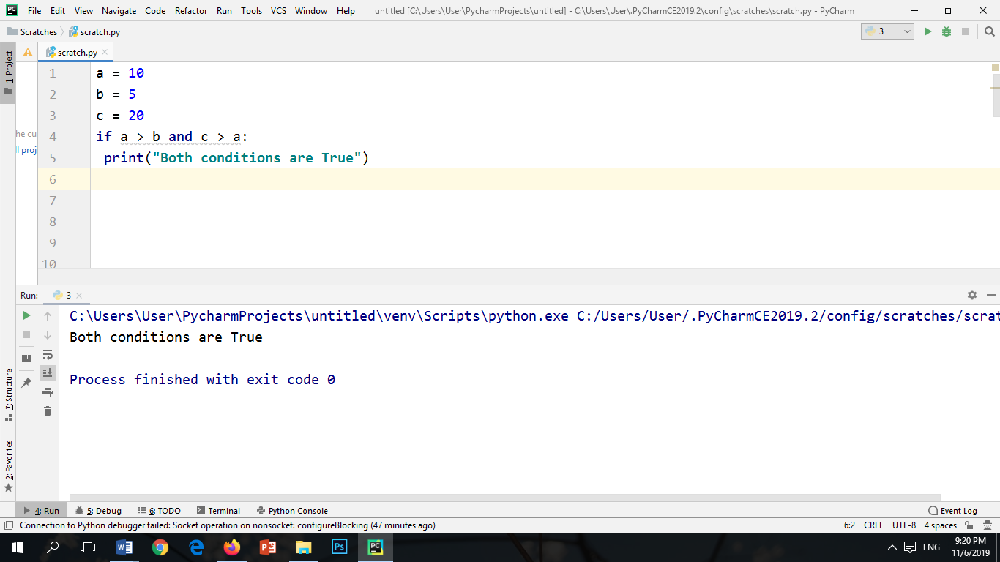 PC File Edit View Navigate Code Refactor Run Tools VCS Window Help untitled [C:\Users\User\PycharmProjects\untitled] - C:\Users\User\.PyCharmCE2019.2\config\scratches\scratch.py - PyCharm
Scratches scratch.py 3
1: Project
scratch.py
1 a = 10
2 b = 5
3 c = 20
he cu 4 if a > b and c > a:
ll proj 5 print("Both conditions are True")
6
7
8
9
10
Run: 3
C:\Users\User\PycharmProjects\untitled\venv\Scripts\python.exe C:/Users/User/.PyCharmCE2019.2/config/scratches/scrat
Both conditions are True
Process finished with exit code 0
7: Structure
2: Favorites
4: Run 5: Debug 6: TODO Terminal Python Console Event Log
Connection to Python debugger failed: Socket operation on nonsocket: configureBlocking (47 minutes ago) 6:2 CRLF UTF-8 4 spaces
W e P Ps PC ENG 9:20 PM
11/6/2019